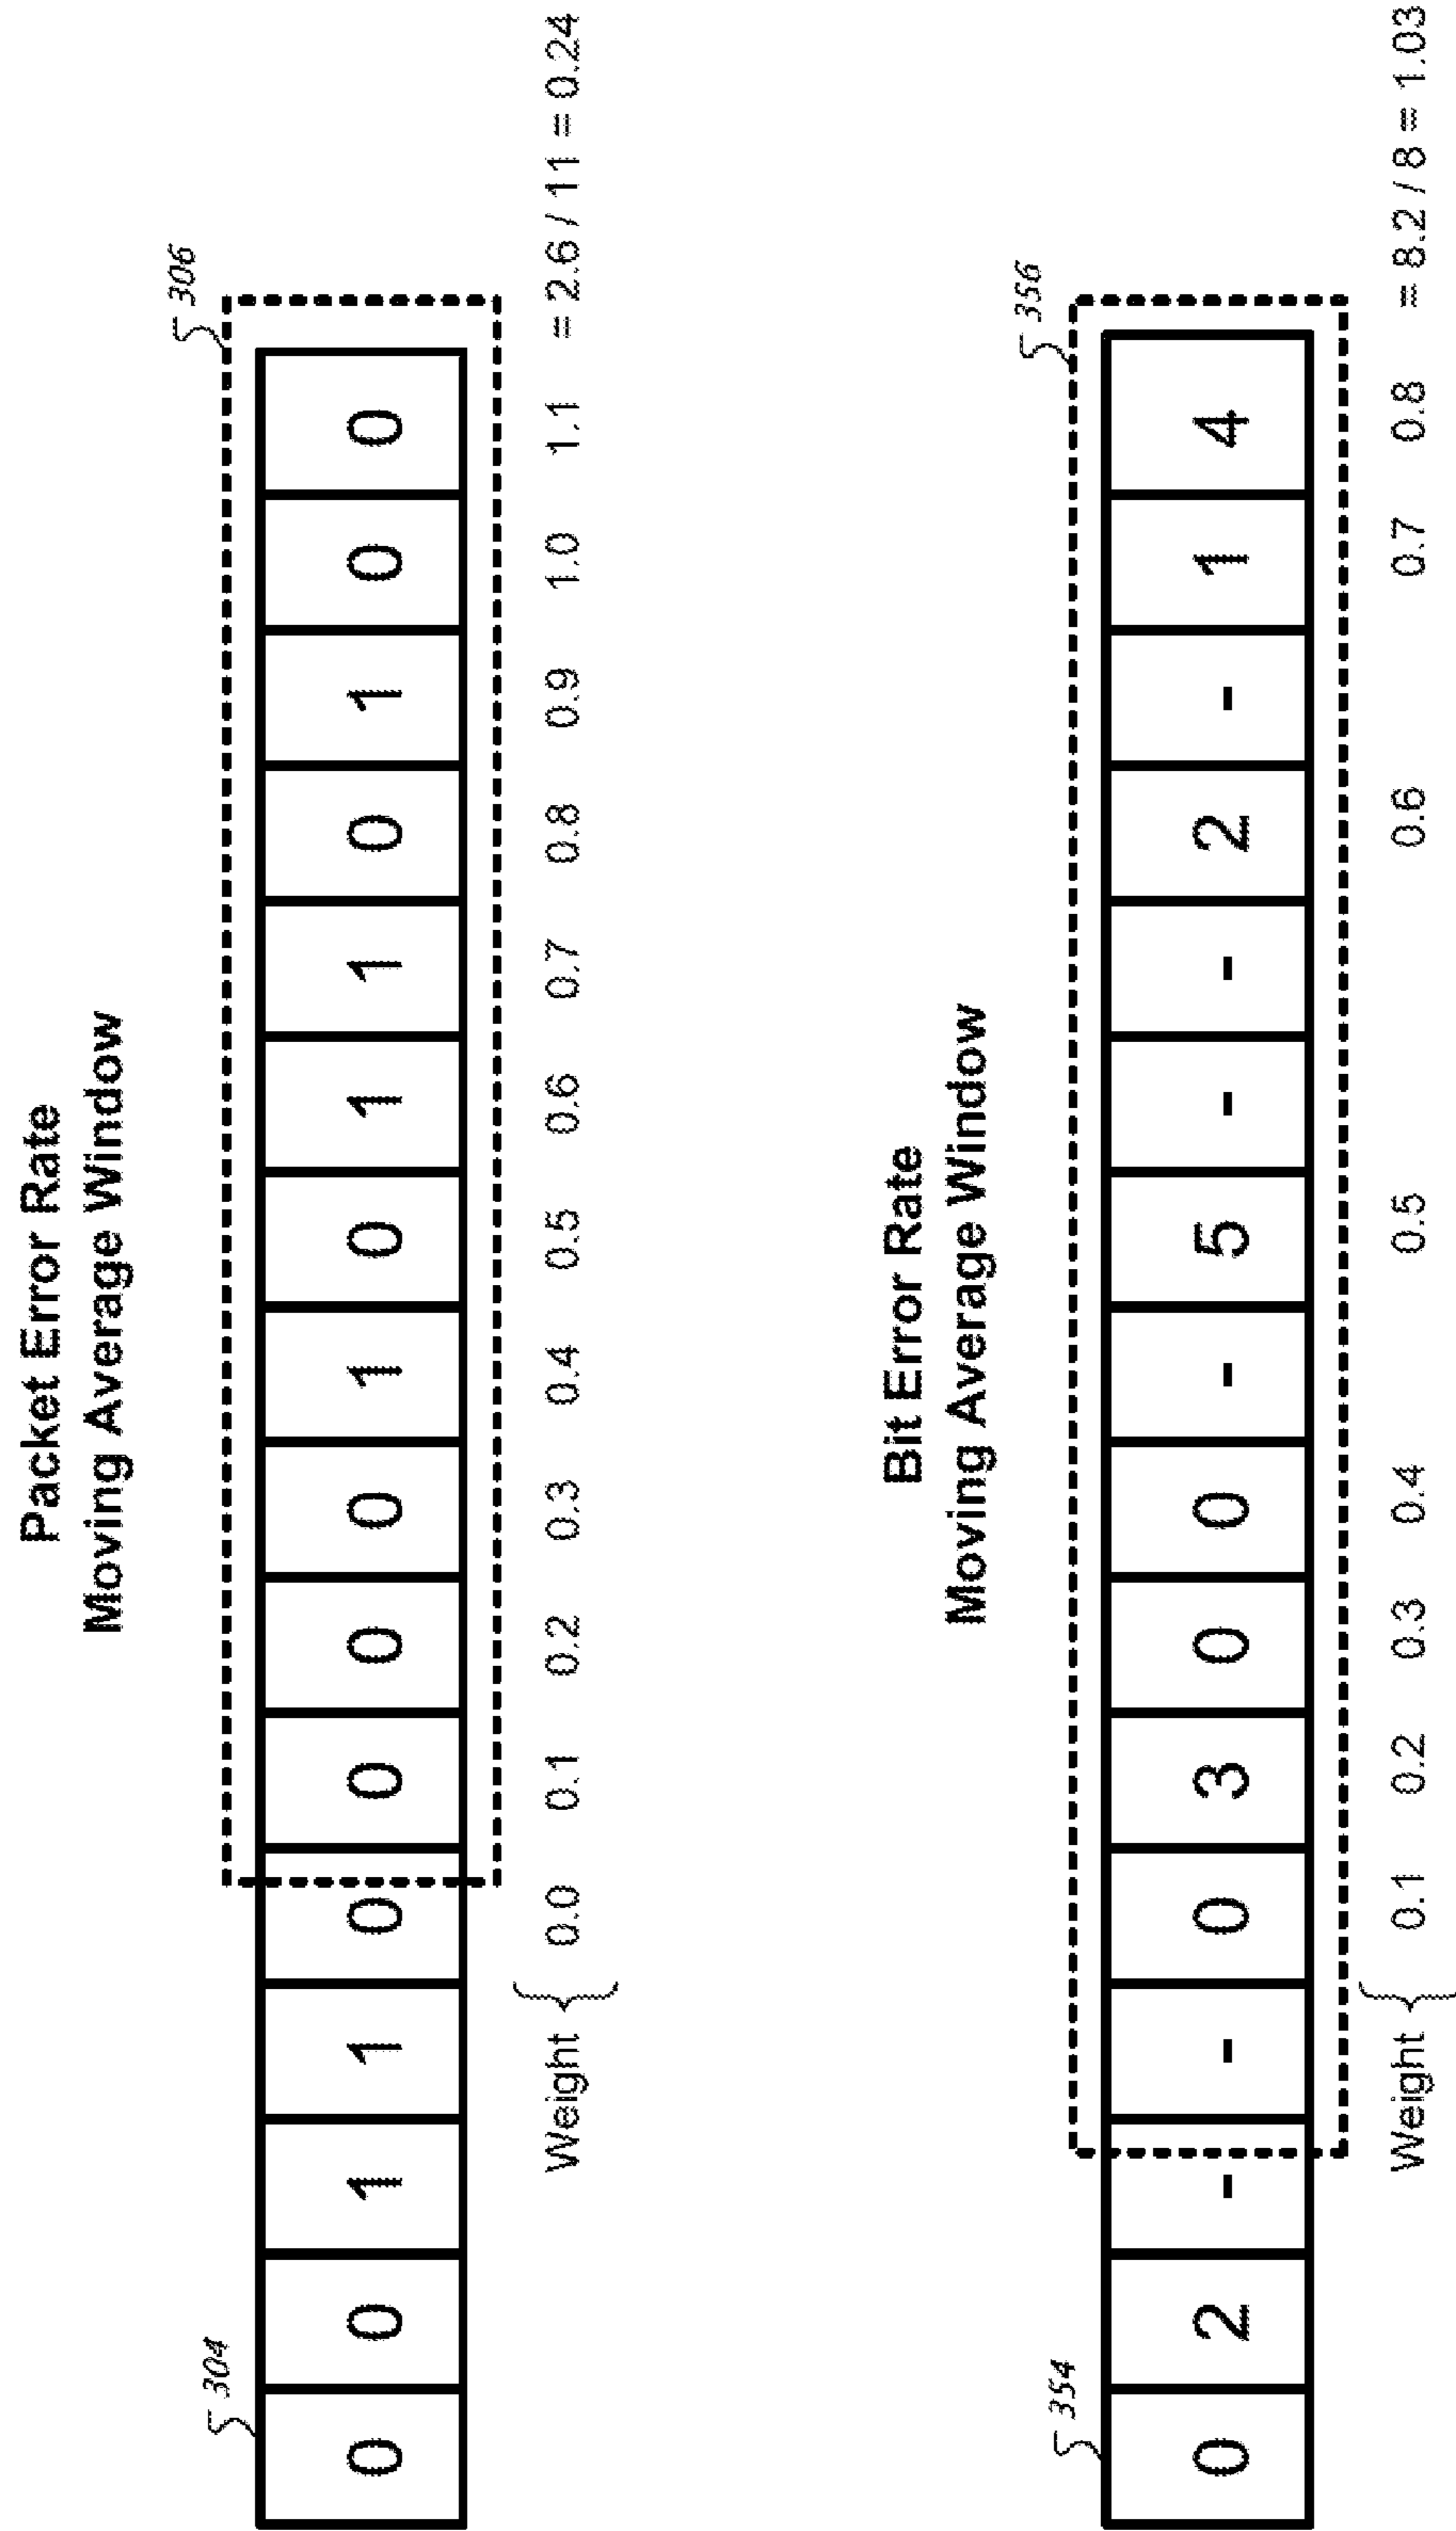 Packet Error Rate
Moving Average Window
304
306
0 0 1 1 0 0 0 0 1 0 1 1 0 1 0 0
Weight { 0.0 0.1 0.2 0.3 0.4 0.5 0.6 0.7 0.8 0.9 1.0 1.1 = 2.6 / 11 = 0.24
Bit Error Rate
Moving Average Window
354
356
0 2 - - 0 3 0 0 - 5 - - 2 - 1 4
Weight { 0.1 0.2 0.3 0.4 0.5 0.6 0.7 0.8 = 8.2 / 8 = 1.03